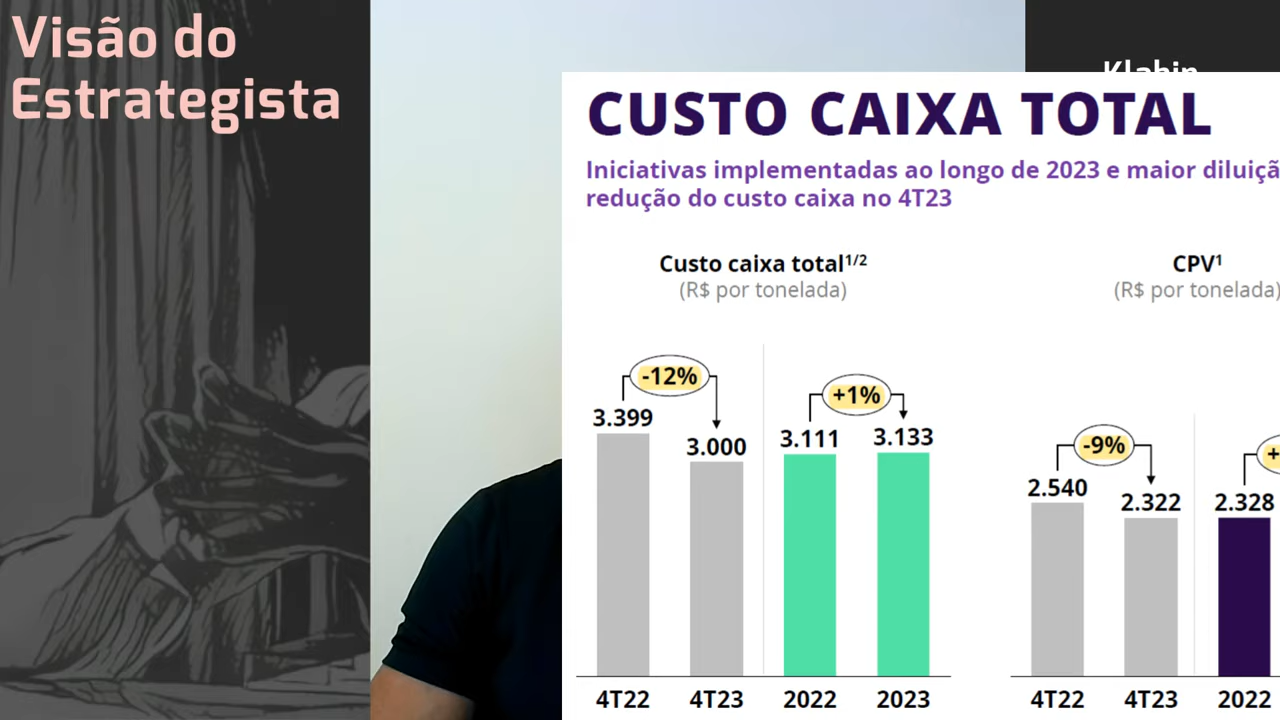 Visão do
Estrategista
Klabin
CUSTO CAIXA TOTAL
Iniciativas implementadas ao longo de 2023 e maior
redução do custo caixa no 4T23
Custo caixa total¹/²
(R$ por tonelada)
-12%
3.399
3.000
+1%
3.111
3.133
4T22
4T23
2022
2023
CPV¹
(R$ por tonelada)
-9%
2.540
2.322
2.328
4T22
4T23
2022